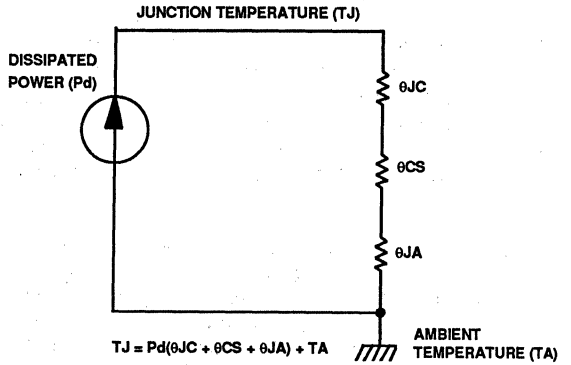 JUNCTION TEMPERATURE (TJ)
DISSIPATED
POWER (Pd)
θJC
θCS
θJA
TJ = Pd(θJC + θCS + θJA) + TA
AMBIENT
TEMPERATURE (TA)